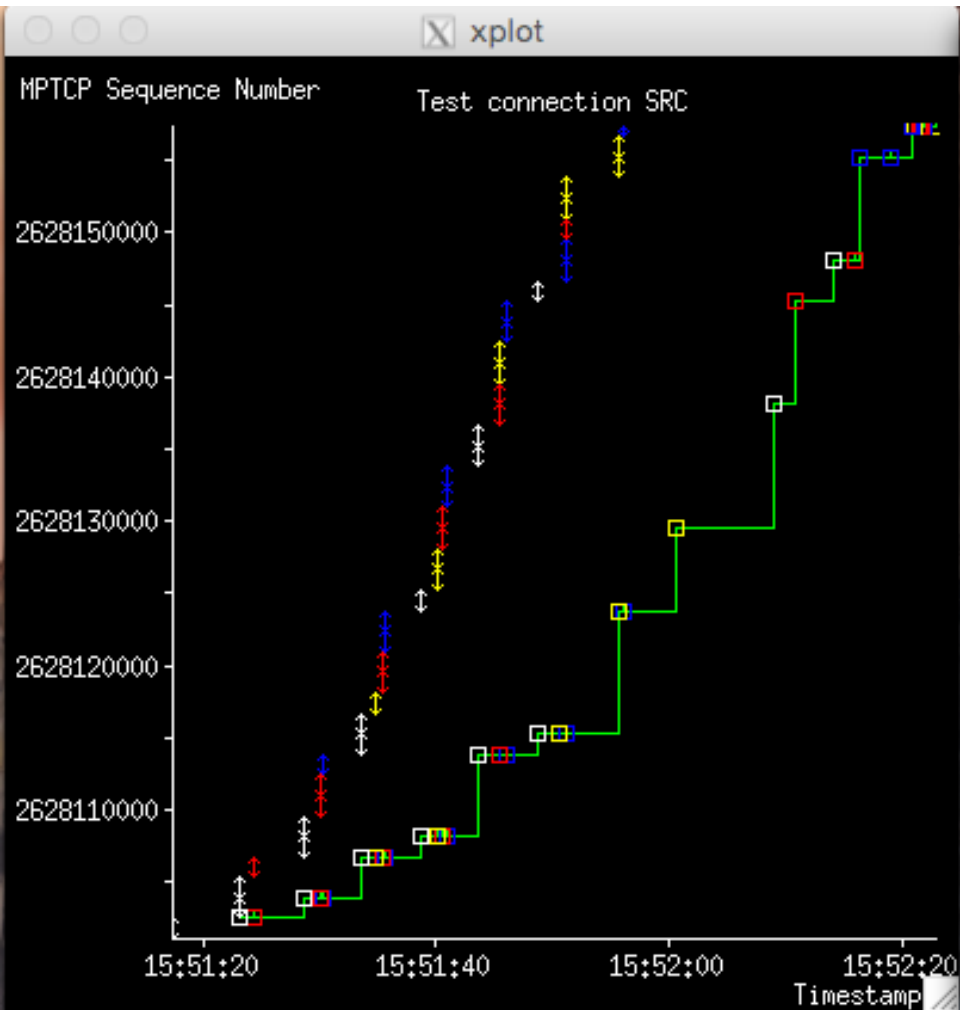 X xplot
MPTCP Sequence Number
Test connection SRC
2628150000
2628140000
2628130000
2628120000
2628110000
15:51:20 15:51:40 15:52:00 15:52:20
Timestamp